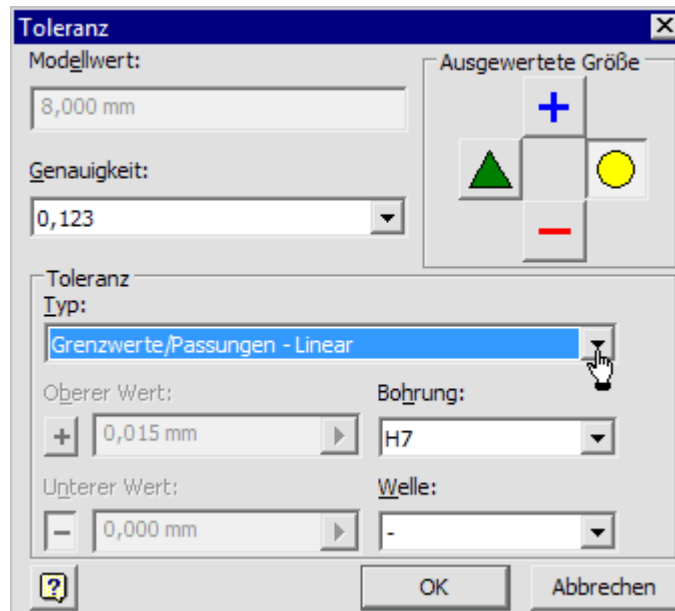 Toleranz
Modellwert:
8,000 mm
Ausgewertete Größe
+
Genauigkeit:
0,123
−
Toleranz
Typ:
Grenzwerte/Passungen - Linear
Oberer Wert:
Bohrung:
+ 0,015 mm
H7
Unterer Wert:
Welle:
− 0,000 mm
-
?
OK
Abbrechen